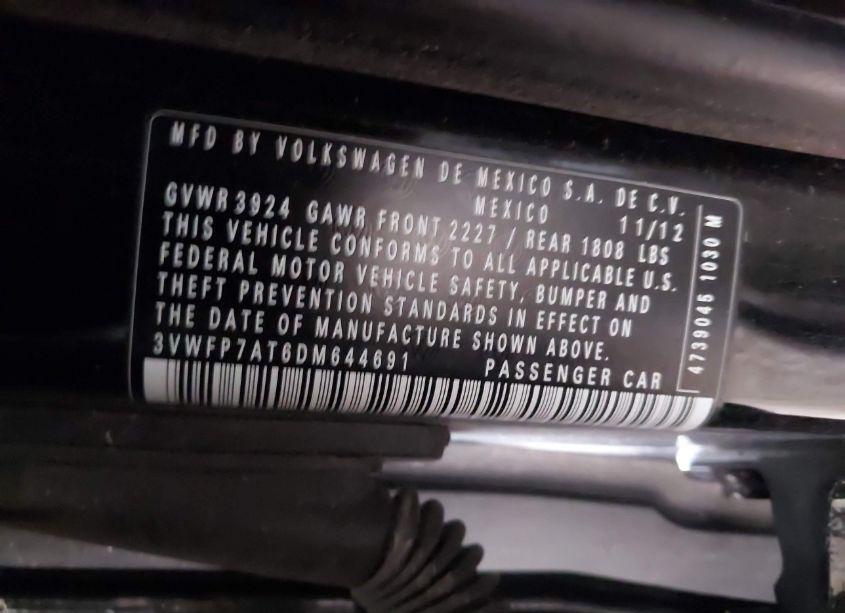 MFD BY VOLKSWAGEN DE MEXICO S.A. DE C.V.
MEXICO 11/12
GVWR 3924 GAWR FRONT 2227 / REAR 1808 LBS
THIS VEHICLE CONFORMS TO ALL APPLICABLE U.S.
FEDERAL MOTOR VEHICLE SAFETY, BUMPER AND
THEFT PREVENTION STANDARDS IN EFFECT ON
THE DATE OF MANUFACTURE SHOWN ABOVE.
3VWFP7AT6DM644691 PASSENGER CAR
4739046 1030 M